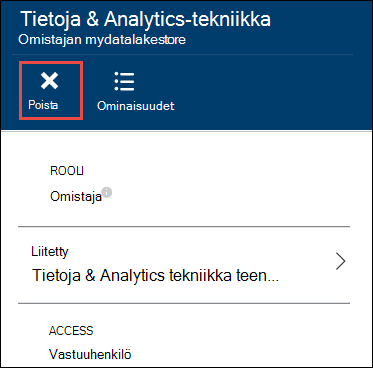 Tietoja & Analytics-tekniikka
Omistajan mydatalakestore
Poista
Ominaisuudet
ROOLI
Omistaja
Liitetty
Tietoja & Analytics tekniikka teen...
ACCESS
Vastuuhenkilö